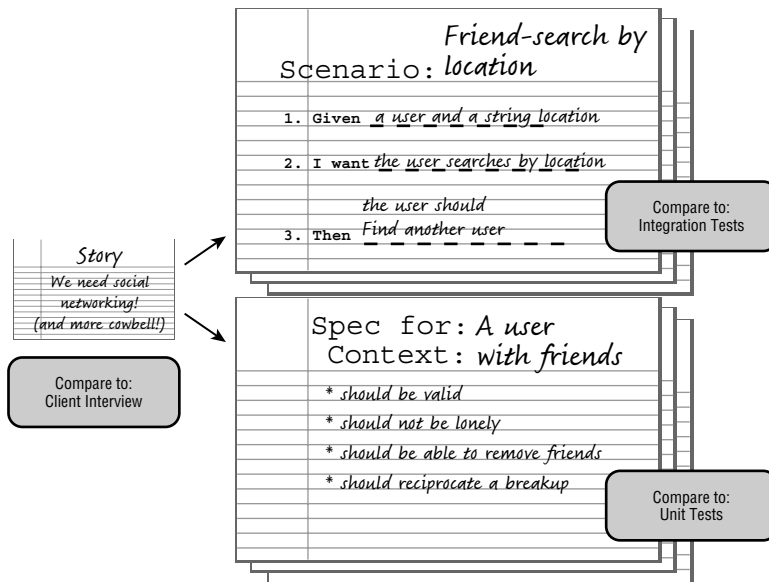 Friend-search by
Scenario: location
1. Given a user and a string location
2. I want the user searches by location
the user should
3. Then Find another user
Compare to:
Integration Tests
Story
We need social
networking!
(and more cowbell!)
Compare to:
Client Interview
Spec for: A user
Context: with friends
* should be valid
* should not be lonely
* should be able to remove friends
* should reciprocate a breakup
Compare to:
Unit Tests